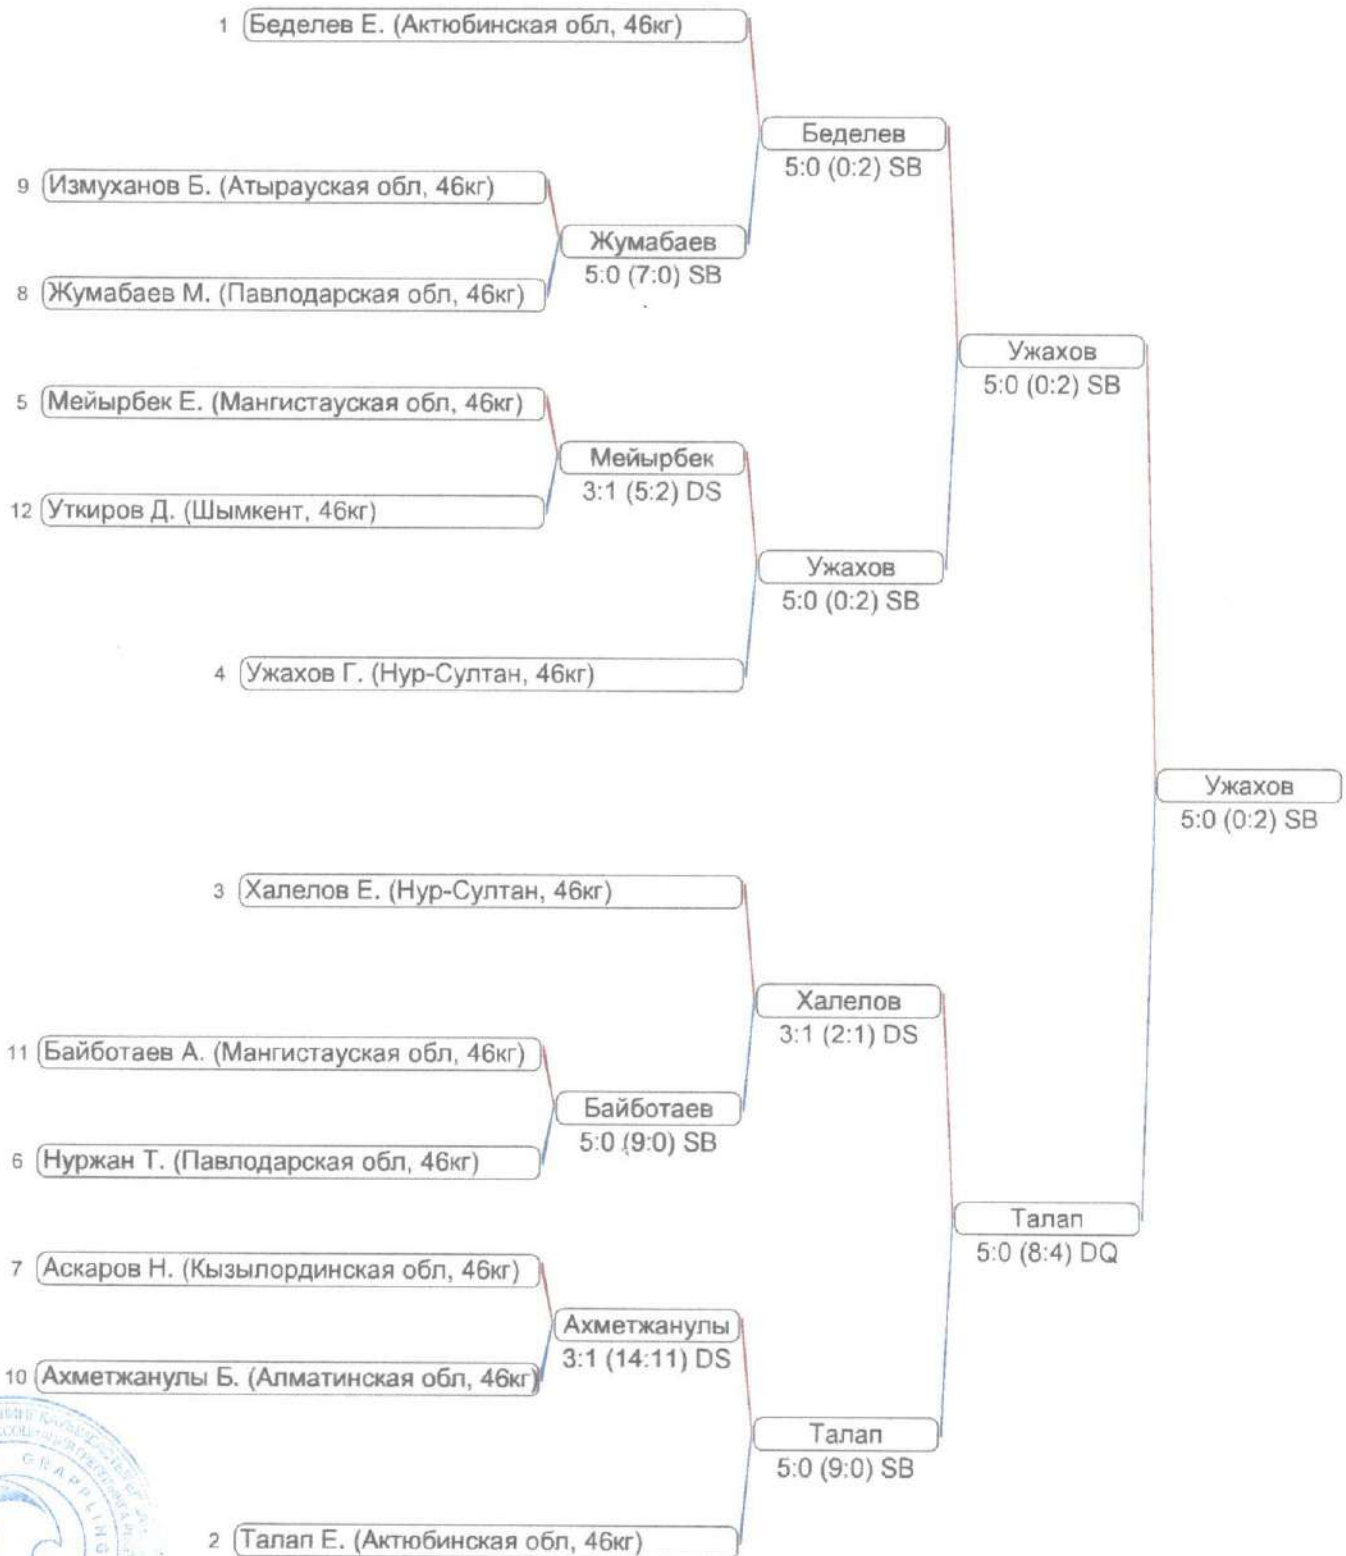 1 Беделев Е. (Актюбинская обл, 46кг)
Беделев
5:0 (0:2) SB
9 Измуханов Б. (Атырауская обл, 46кг)
Жумабаев
5:0 (7:0) SB
8 Жумабаев М. (Павлодарская обл, 46кг)
Ужахов
5:0 (0:2) SB
5 Мейырбек Е. (Мангистауская обл, 46кг)
Мейырбек
3:1 (5:2) DS
12 Уткиров Д. (Шымкент, 46кг)
Ужахов
5:0 (0:2) SB
4 Ужахов Г. (Нур-Султан, 46кг)
Ужахов
5:0 (0:2) SB
3 Халелов Е. (Нур-Султан, 46кг)
Халелов
3:1 (2:1) DS
11 Байботаев А. (Мангистауская обл, 46кг)
Байботаев
5:0 (9:0) SB
6 Нуржан Т. (Павлодарская обл, 46кг)
Талап
5:0 (8:4) DQ
7 Аскаров Н. (Кызылординская обл, 46кг)
Ахметжанулы
3:1 (14:11) DS
10 Ахметжанулы Б. (Алматинская обл, 46кг)
Талап
5:0 (9:0) SB
2 Талап Е. (Актюбинская обл, 46кг)
GRAPPLING